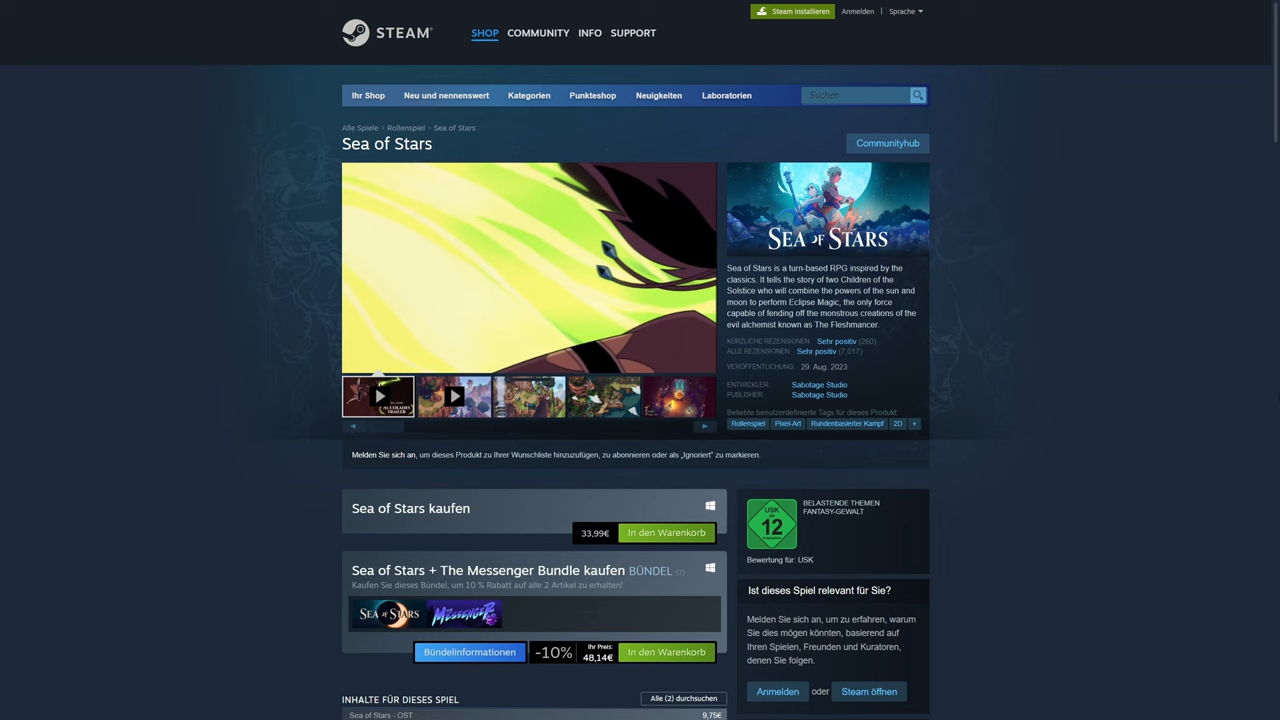 Steam installieren
Anmelden | Sprache
STEAM®
SHOP COMMUNITY INFO SUPPORT
Ihr Shop Neu und nennenswert Kategorien Punkteshop Neuigkeiten Laboratorien Suchen
Alle Spiele > Rollenspiel > Sea of Stars
Sea of Stars
Communityhub
SEA OF STARS
Sea of Stars is a turn-based RPG inspired by the
classics. It tells the story of two Children of the
Solstice who will combine the powers of the sun and
moon to perform Eclipse Magic, the only force
capable of fending off the monstrous creations of the
evil alchemist known as The Fleshmancer.
KÜRZLICHE REZENSIONEN: Sehr positiv (280)
ALLE REZENSIONEN: Sehr positiv (7,017)
VERÖFFENTLICHUNG: 29. Aug. 2023
ENTWICKLER: Sabotage Studio
PUBLISHER: Sabotage Studio
Beliebte benutzerdefinierte Tags für dieses Produkt:
Rollenspiel Pixel-Art Rundenbasierter Kampf 2D +
ACCOLADES
TRAILER
Melden Sie sich an, um dieses Produkt zu Ihrer Wunschliste hinzuzufügen, zu abonnieren oder als „Ignoriert" zu markieren.
Sea of Stars kaufen
33,99€ In den Warenkorb
Sea of Stars + The Messenger Bundle kaufen BÜNDEL (?)
Kaufen Sie dieses Bündel, um 10 % Rabatt auf alle 2 Artikel zu erhalten!
SEA OF STARS MESSENGER
Bündelinformationen -10% Ihr Preis: 48,14€ In den Warenkorb
INHALTE FÜR DIESES SPIEL Alle (2) durchsuchen
Sea of Stars - OST 9,75€
USK
ab
12
BELASTENDE THEMEN
FANTASY-GEWALT
Bewertung für: USK
Ist dieses Spiel relevant für Sie?
Melden Sie sich an, um zu erfahren, warum
Sie dies mögen könnten, basierend auf
Ihren Spielen, Freunden und Kuratoren,
denen Sie folgen.
Anmelden oder Steam öffnen